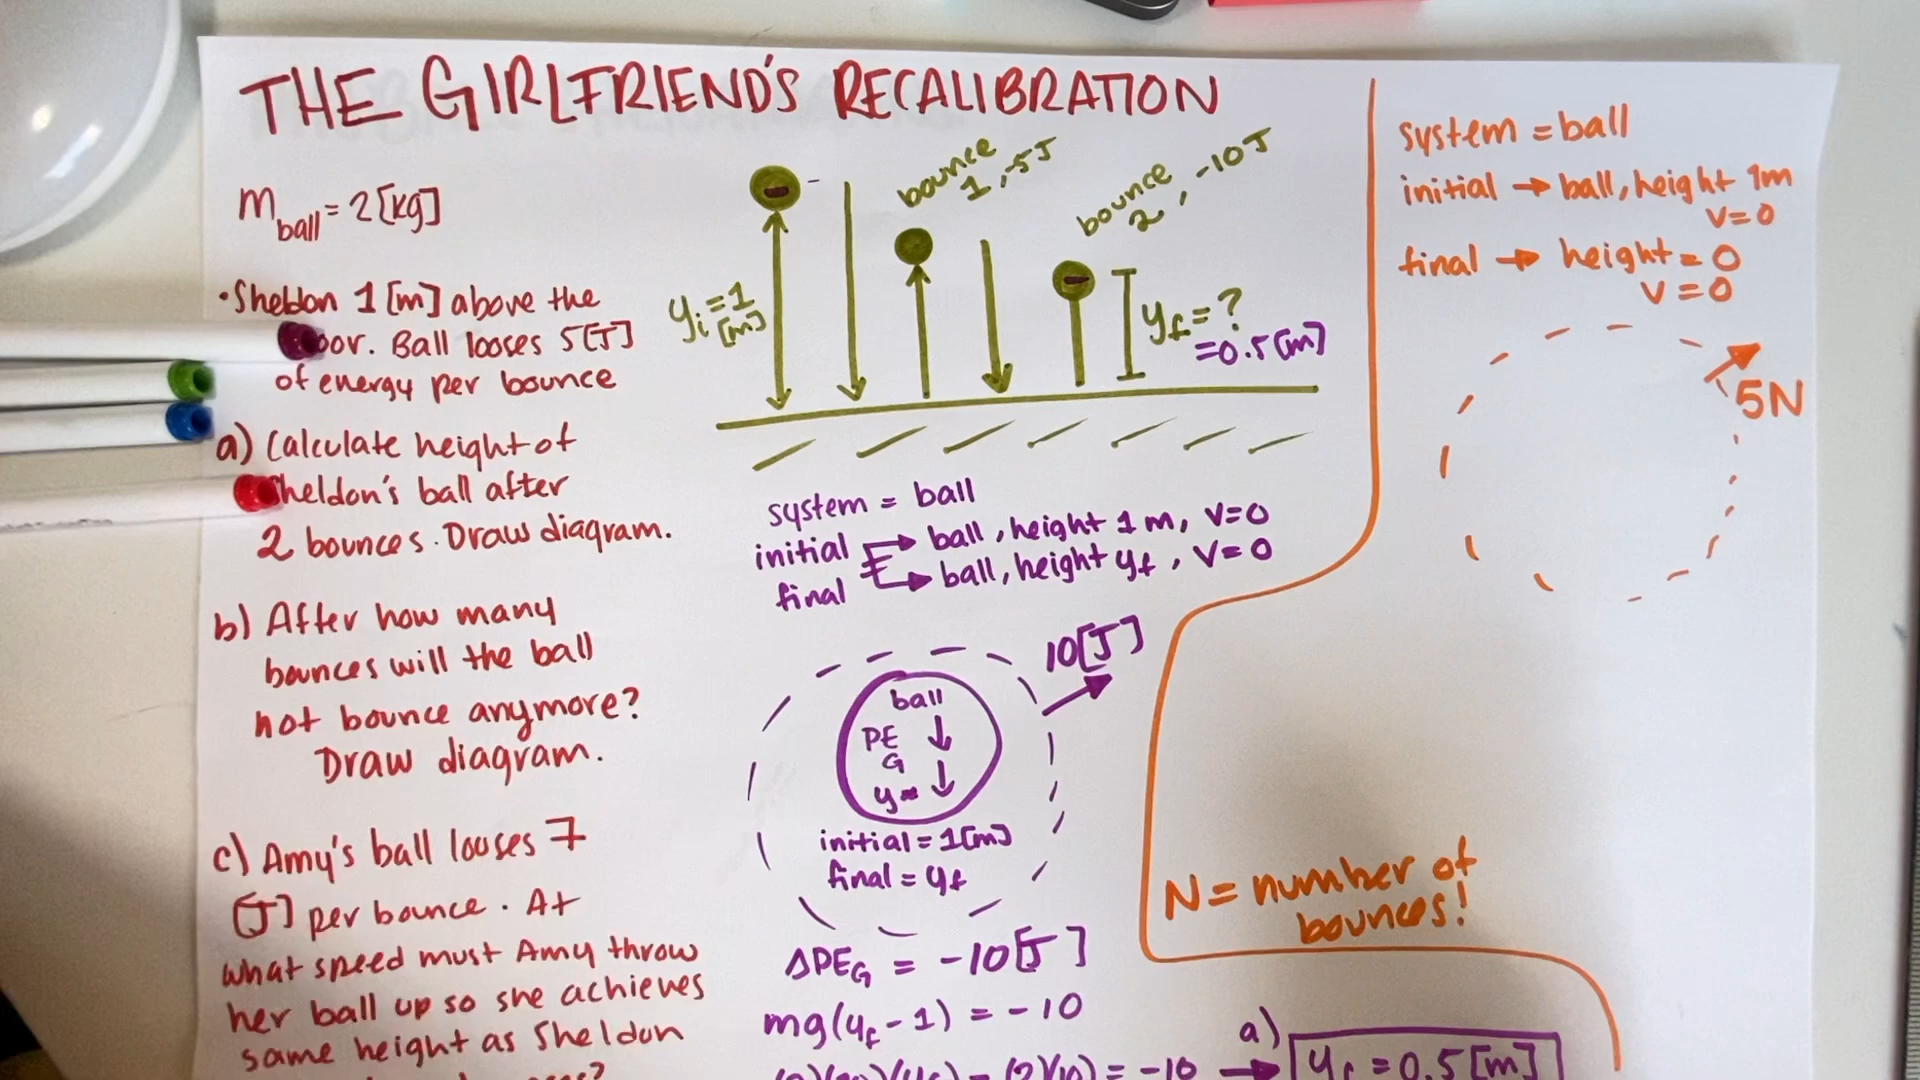 THE GIRLFRIEND'S RECALIBRATION
m ball = 2 [kg]
• Sheldon 1 [m] above the
oor. Ball looses 5 [J]
of energy per bounce
a) Calculate height of
heldon's ball after
2 bounces. Draw diagram.
b) After how many
bounces will the ball
not bounce anymore?
Draw diagram.
c) Amy's ball looses 7
[J] per bounce. At
what speed must Amy throw
her ball up so she achieves
same height as Sheldon
bounce
1, -5J
bounce
2, -10J
yi = 1
[m]
yf = ?
= 0.5 [m]
system = ball
initial → ball, height 1 m, v=0
final → ball, height yf, v=0
10 [J]
ball
PE ↓
G
y ↓
initial = 1 [m]
final = yf
ΔPEG = -10 [J]
mg(yf - 1) = -10
= -10 →
a)
yf = 0.5 [m]
system = ball
initial → ball, height 1m
v=0
final → height = 0
v = 0
5N
N = number of
bounces!